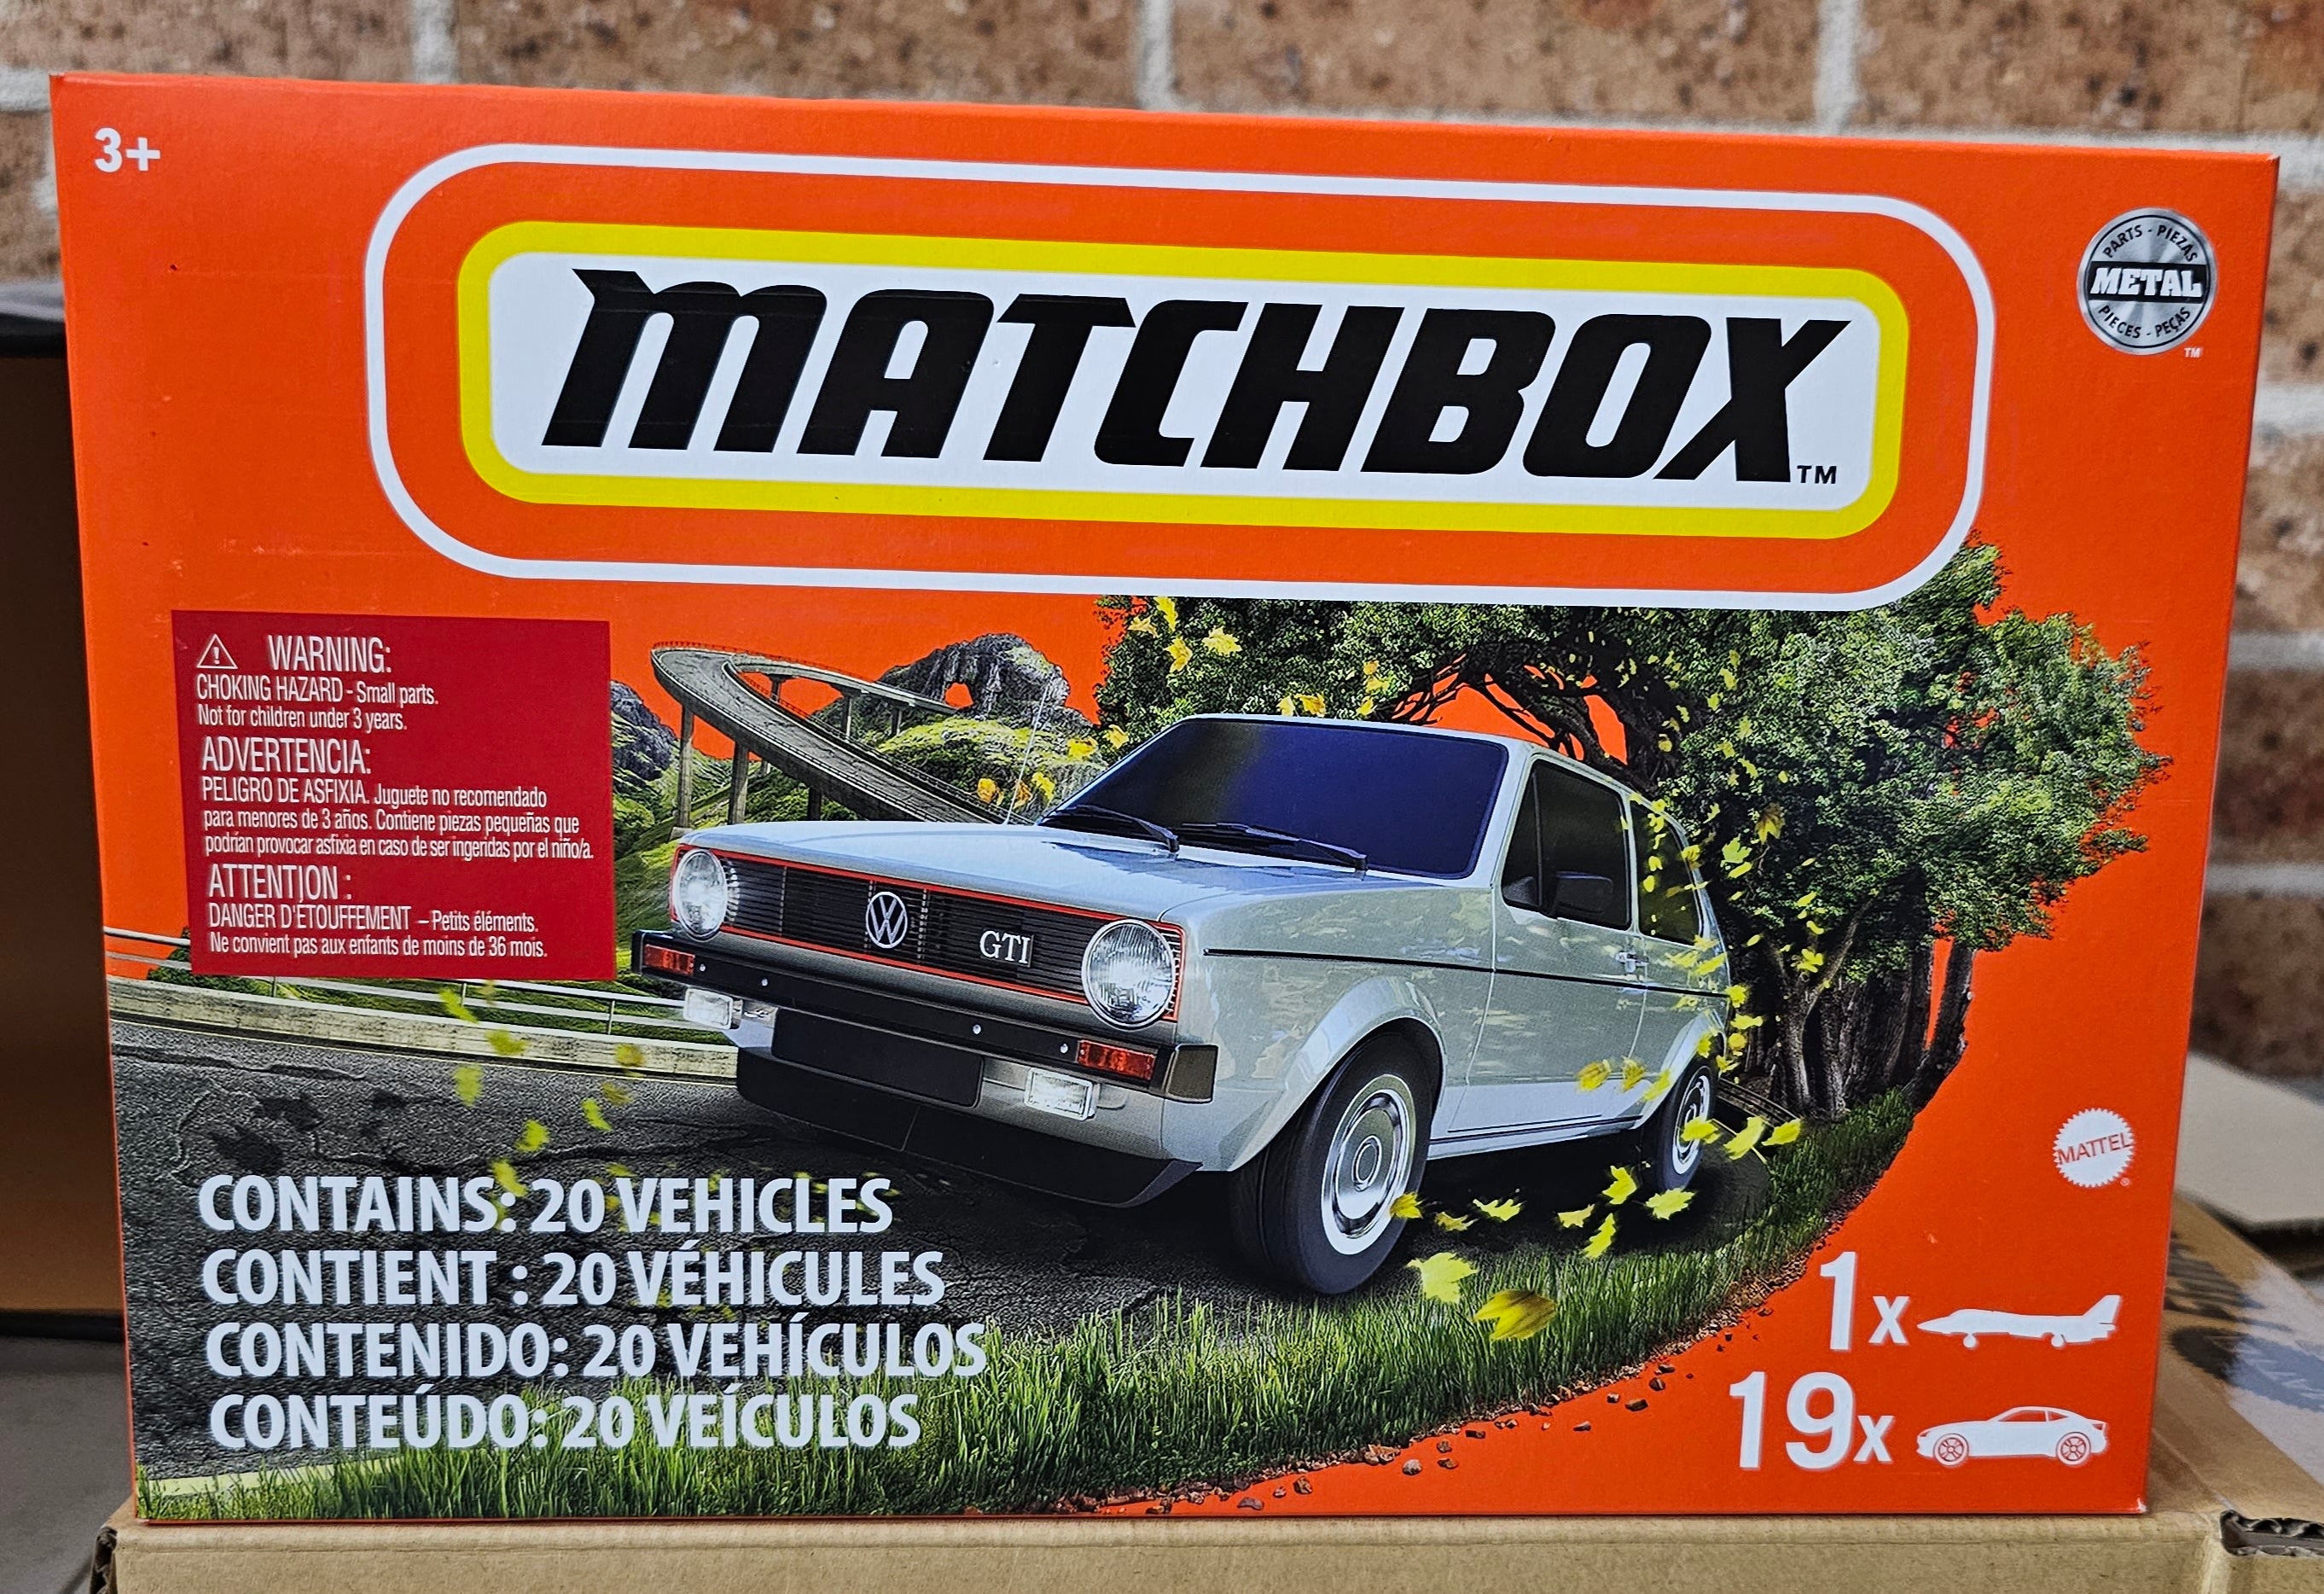 3+
MATCHBOX™
PARTS - PIEZAS
METAL
PIECES - PEÇAS
™
WARNING:
CHOKING HAZARD - Small parts.
Not for children under 3 years.
ADVERTENCIA:
PELIGRO DE ASFIXIA. Juguete no recomendado
para menores de 3 años. Contiene piezas pequeñas que
podrían provocar asfixia en caso de ser ingeridas por el niño/a.
ATTENTION :
DANGER D'ÉTOUFFEMENT – Petits éléments.
Ne convient pas aux enfants de moins de 36 mois.
VW
GTI
MATTEL®
CONTAINS: 20 VEHICLES
CONTIENT : 20 VÉHICULES
CONTENIDO: 20 VEHÍCULOS
CONTEÚDO: 20 VEÍCULOS
1x
19x